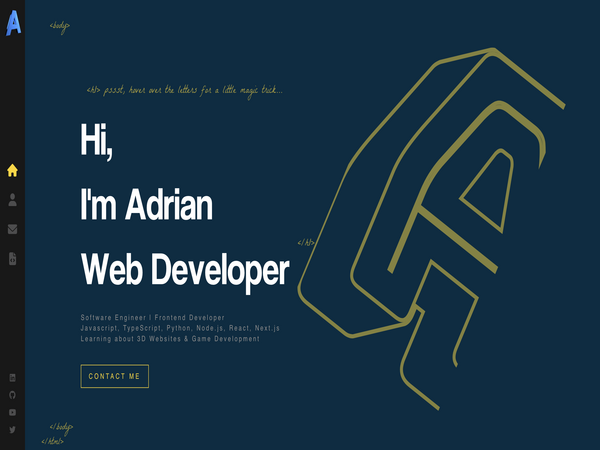 <body>
<h1> pssst, hover over the letters for a little magic trick...
Hi,
I'm Adrian
Web Developer
</h1>
Software Engineer | Frontend Developer
Javascript, TypeScript, Python, Node.js, React, Next.js
Learning about 3D Websites & Game Development
CONTACT ME
</body>
</html>